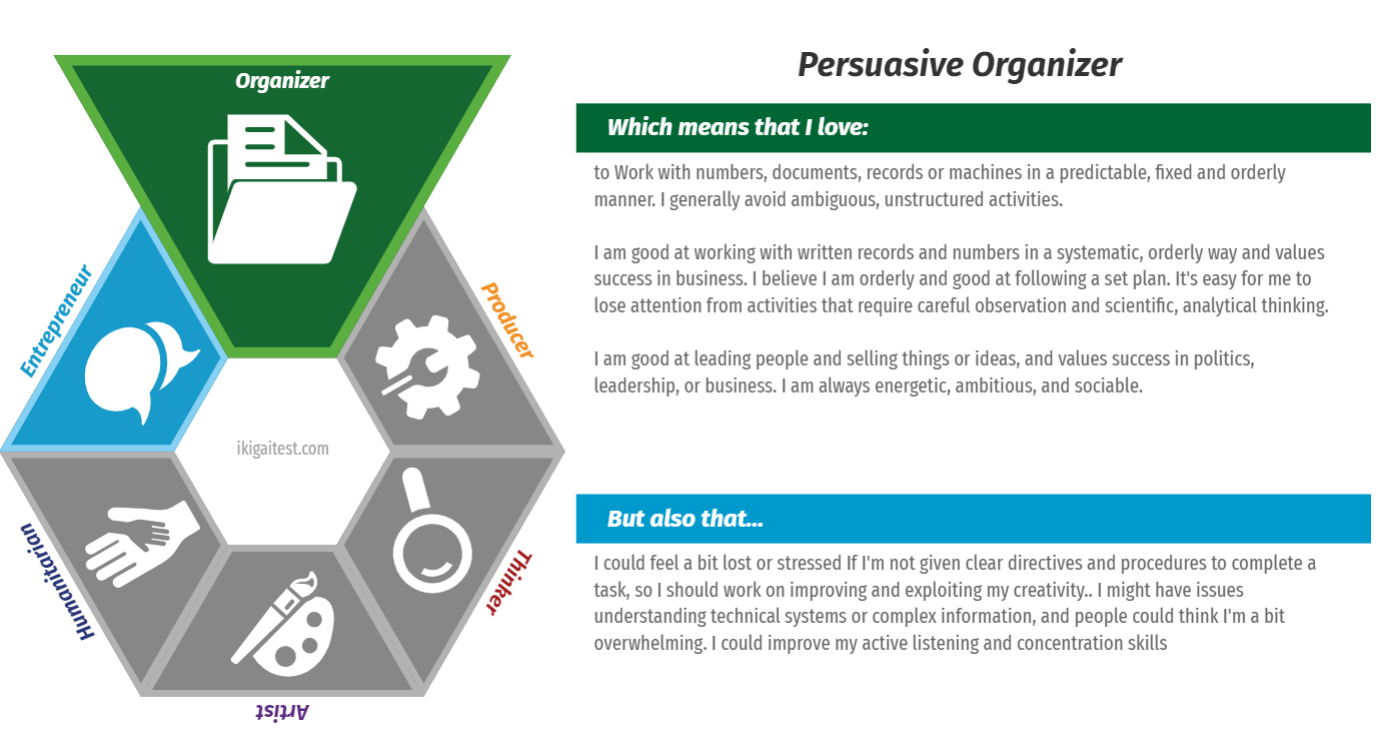 Organizer
Entrepreneur
Producer
ikigaitest.com
Humanitarian
Thinker
Artist
Persuasive Organizer
Which means that I love:
to Work with numbers, documents, records or machines in a predictable, fixed and orderly
manner. I generally avoid ambiguous, unstructured activities.
I am good at working with written records and numbers in a systematic, orderly way and values
success in business. I believe I am orderly and good at following a set plan. It's easy for me to
lose attention from activities that require careful observation and scientific, analytical thinking.
I am good at leading people and selling things or ideas, and values success in politics,
leadership, or business. I am always energetic, ambitious, and sociable.
But also that...
I could feel a bit lost or stressed If I'm not given clear directives and procedures to complete a
task, so I should work on improving and exploiting my creativity.. I might have issues
understanding technical systems or complex information, and people could think I'm a bit
overwhelming. I could improve my active listening and concentration skills